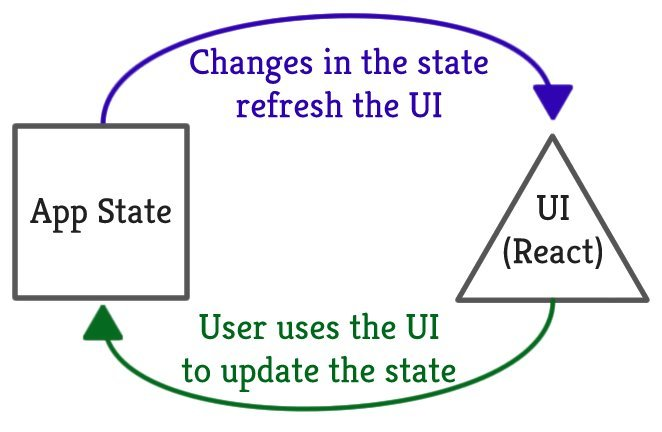 Changes in the state
refresh the UI
App State
UI
(React)
User uses the UI
to update the state